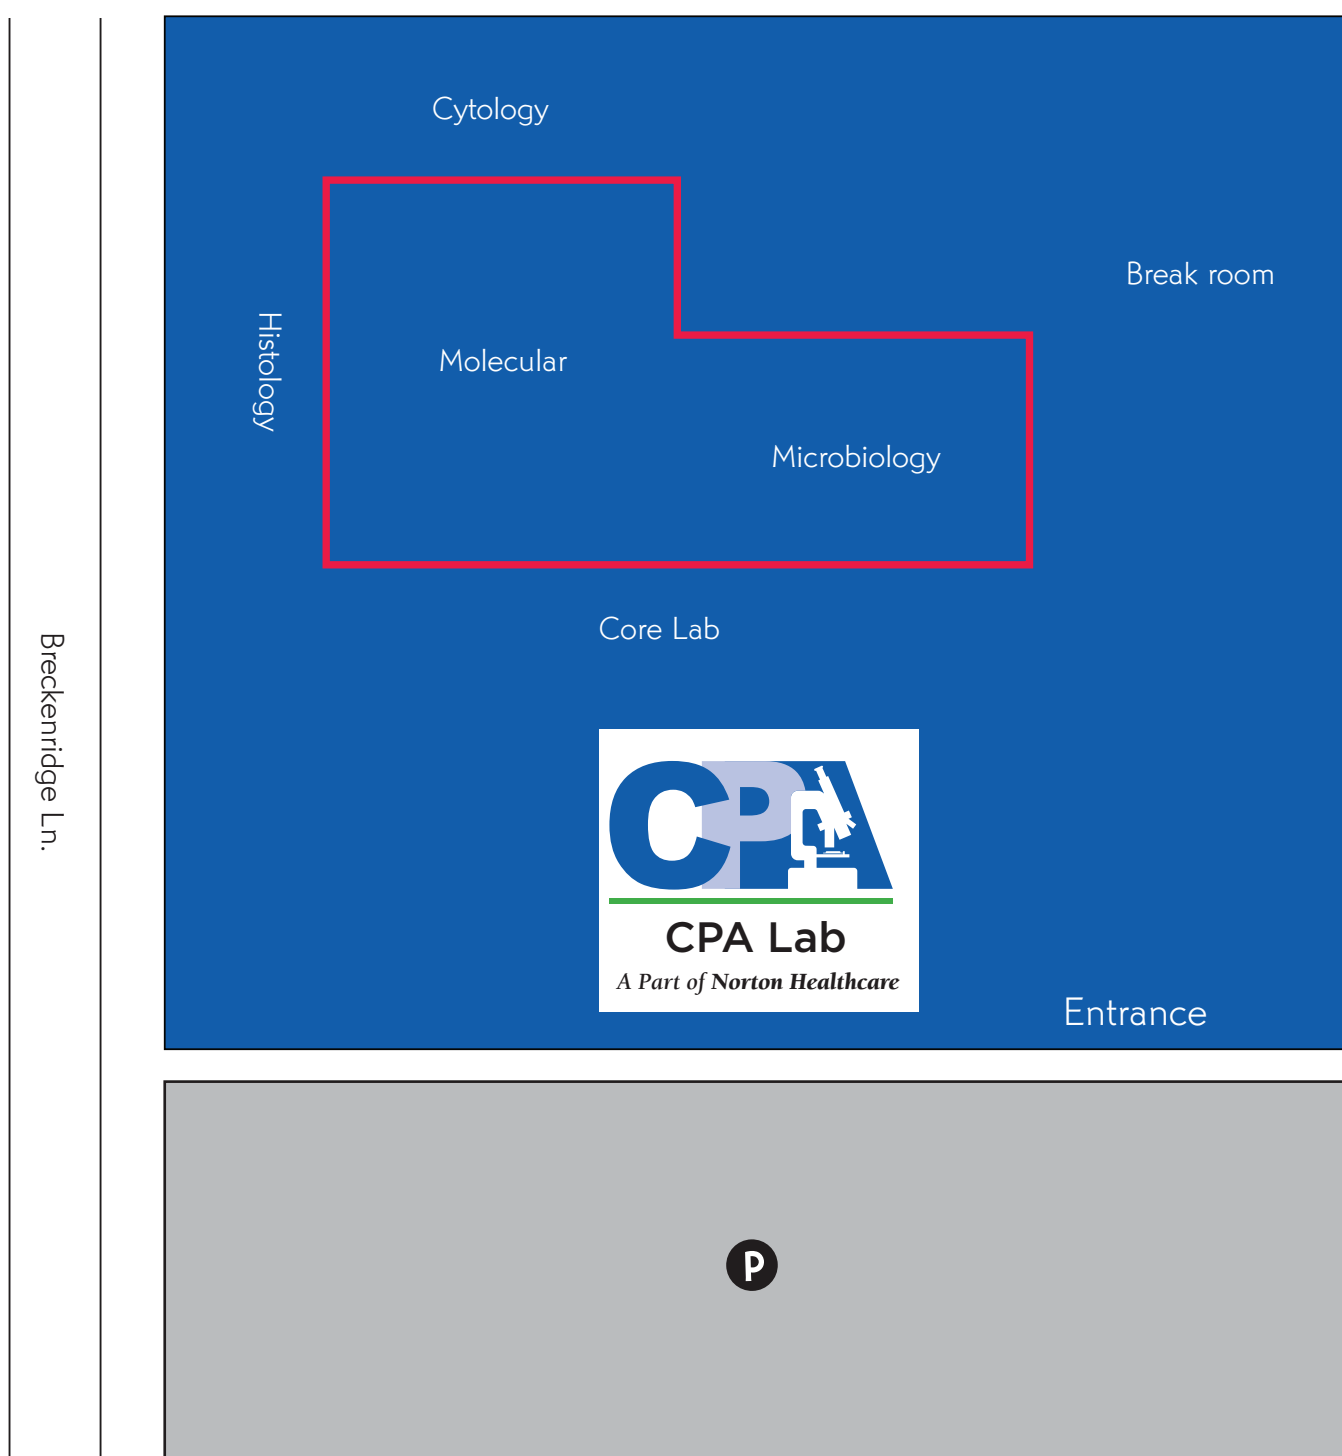 Cytology
Break room
Histology
Molecular
Microbiology
Core Lab
Breckenridge Ln.
CPA
CPA Lab
A Part of Norton Healthcare
Entrance
P